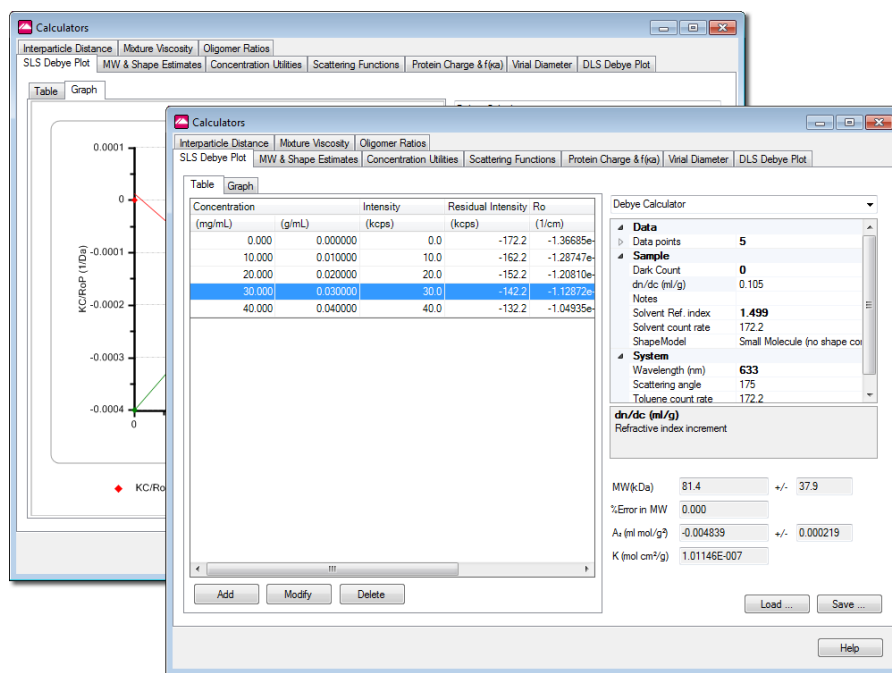 Calculators
Interparticle Distance Mixture Viscosity Oligomer Ratios
SLS Debye Plot MW & Shape Estimates Concentration Utilities Scattering Functions Protein Charge & f(κa) Virial Diameter DLS Debye Plot
Table Graph
0.0001
0
-0.0001
-0.0002
-0.0003
-0.0004
KC/RoP (1/Da)
0
KC/Ro
Calculators
Interparticle Distance Mixture Viscosity Oligomer Ratios
SLS Debye Plot MW & Shape Estimates Concentration Utilities Scattering Functions Protein Charge & f(κa) Virial Diameter DLS Debye Plot
Table Graph
Concentration Intensity Residual Intensity Ro
(mg/mL) (g/mL) (kcps) (kcps) (1/cm)
0.000 0.000000 0.0 -172.2 -1.36685e-
10.000 0.010000 10.0 -162.2 -1.28747e-
20.000 0.020000 20.0 -152.2 -1.20810e-
30.000 0.030000 30.0 -142.2 -1.12872e-
40.000 0.040000 40.0 -132.2 -1.04935e-
Add Modify Delete
Debye Calculator
Data
Data points 5
Sample
Dark Count 0
dn/dc (ml/g) 0.105
Notes
Solvent Ref. index 1.499
Solvent count rate 172.2
ShapeModel Small Molecule (no shape cor
System
Wavelength (nm) 633
Scattering angle 175
Toluene count rate 172.2
dn/dc (ml/g)
Refractive index increment
MW(kDa) 81.4 +/- 37.9
%Error in MW 0.000
A₂ (ml mol/g²) -0.004839 +/- 0.000219
K (mol cm²/g) 1.01146E-007
Load ... Save ...
Help